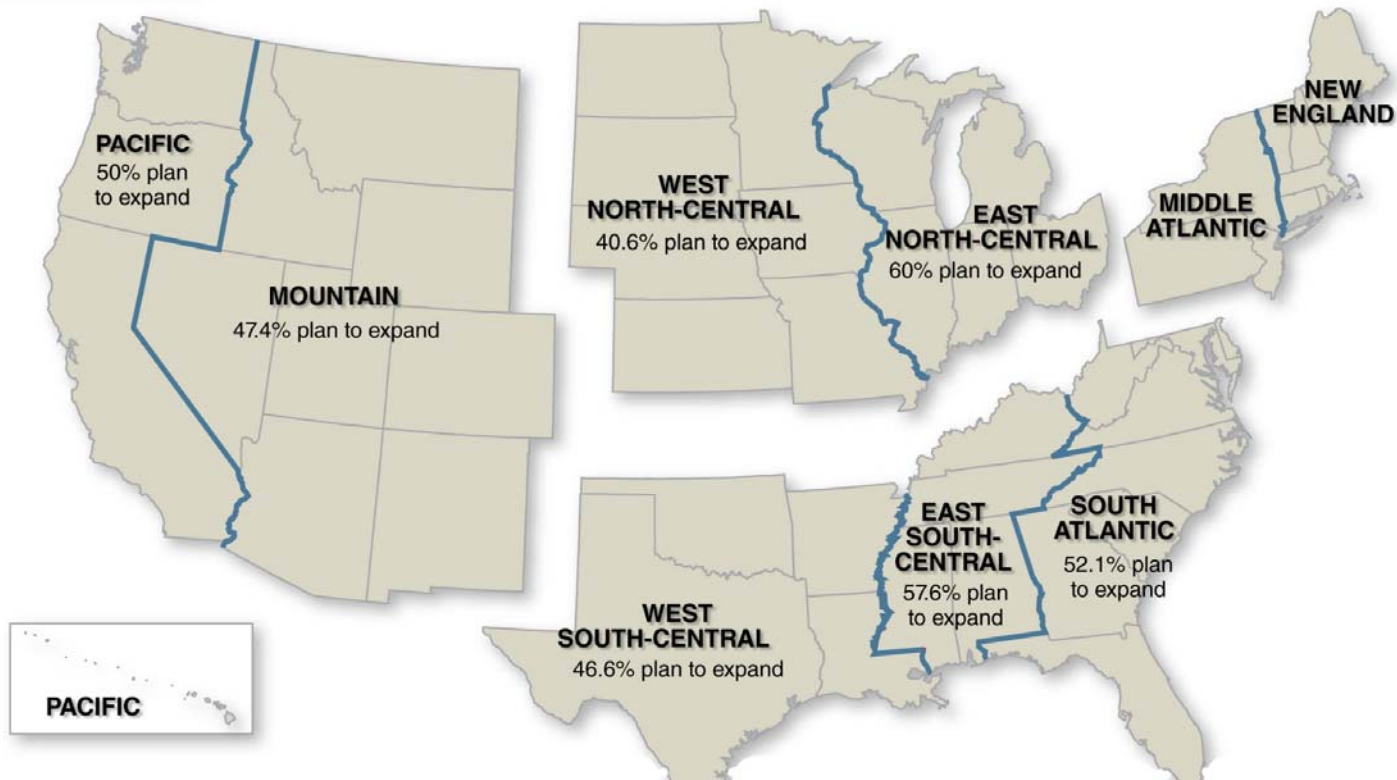 PACIFIC
50% plan
to expand
MOUNTAIN
47.4% plan to expand
WEST
NORTH-CENTRAL
40.6% plan to expand
EAST
NORTH-CENTRAL
60% plan to expand
NEW
ENGLAND
MIDDLE
ATLANTIC
WEST
SOUTH-CENTRAL
46.6% plan to expand
EAST
SOUTH-
CENTRAL
57.6% plan
to expand
SOUTH
ATLANTIC
52.1% plan
to expand
PACIFIC